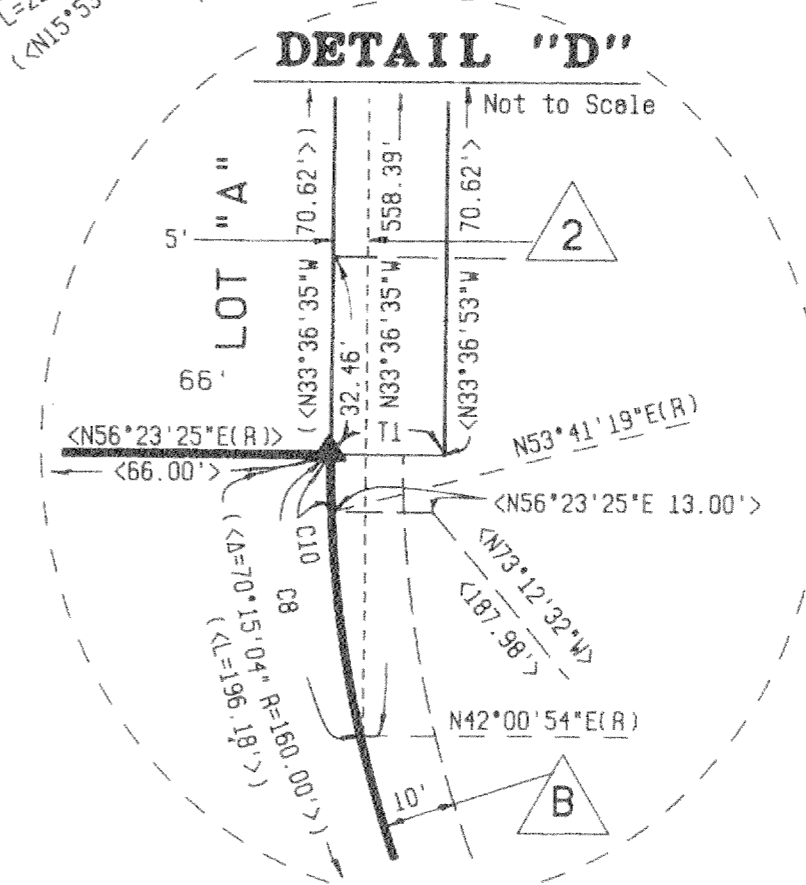 (<N15°53'
DETAIL "D"
Not to Scale
LOT "A"
5'
66'
(<N33°36'35"W 70.62'>)
32.46'
N33°36'35"W 558.39'
<N33°36'53"W 70.62'>
2
<N56°23'25"E(R)>
<66.00'>
T1
N53°41'19"E(R)
<N56°23'25"E 13.00'>
<N73°12'32"W>
<187.98'>
C10
C8
(<Δ=70°15'04" R=160.00'>)
(<L=196.18'>)
N42°00'54"E(R)
10'
B